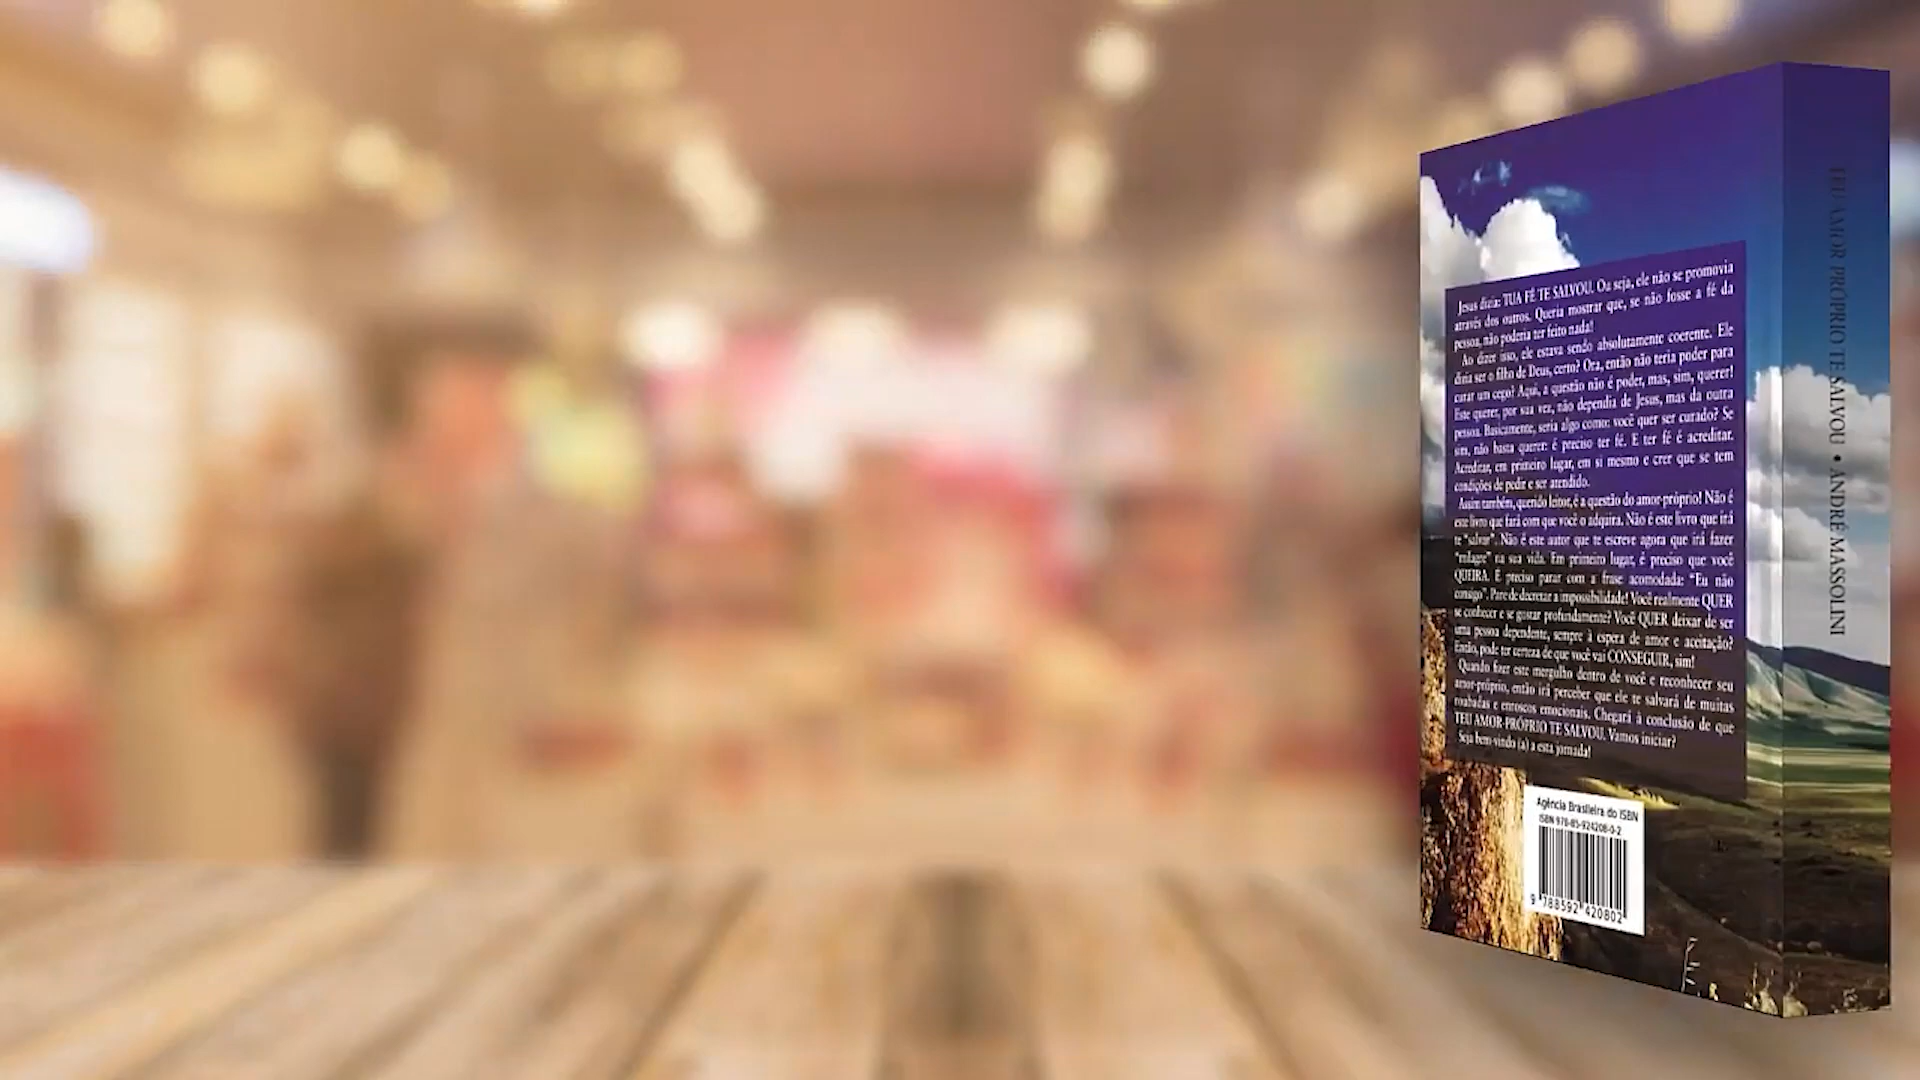 Jesus dizia: TUA FÉ TE SALVOU. Ou seja, ele não se promovia
através dos outros. Queria mostrar que, se não fosse a fé da
pessoa, não poderia ter feito nada!
Ao dizer isso, ele estava sendo absolutamente coerente. Ele
dizia ser o filho de Deus, certo? Ora, então não teria poder para
curar um cego? Aqui, a questão não é poder, mas, sim, querer!
Este querer, por sua vez, não dependia de Jesus, mas da outra
pessoa. Basicamente, seria algo como: você quer ser curado? Se
sim, não basta querer: é preciso ter fé. E ter fé é acreditar.
Acreditar, em primeiro lugar, em si mesmo e crer que se tem
condições de pedir e ser atendido.
Assim também, querido leitor, é a questão do amor-próprio! Não é
este livro que fará com que você o adquira. Não é este livro que irá
te “salvar”. Não é este autor que te escreve agora que irá fazer
“milagre” na sua vida. Em primeiro lugar, é preciso que você
QUEIRA. É preciso parar com a frase acomodada: “Eu não
consigo”. Pare de decretar a impossibilidade! Você realmente QUER
se conhecer e se gostar profundamente? Você QUER deixar de ser
uma pessoa dependente, sempre à espera de amor e aceitação?
Então, pode ter certeza de que você vai CONSEGUIR, sim!
Quando fizer este mergulho dentro de você e reconhecer seu
amor-próprio, então irá perceber que ele te salvará de muitas
roubadas e enroscos emocionais. Chegará à conclusão de que
TEU AMOR-PRÓPRIO TE SALVOU. Vamos iniciar?
Seja bem-vindo (a) a esta jornada!
Agência Brasileira do ISBN
ISBN 978-85-924208-0-2
9 788592 420802
TEU AMOR PRÓPRIO TE SALVOU • ANDRÉ MASSOLINI